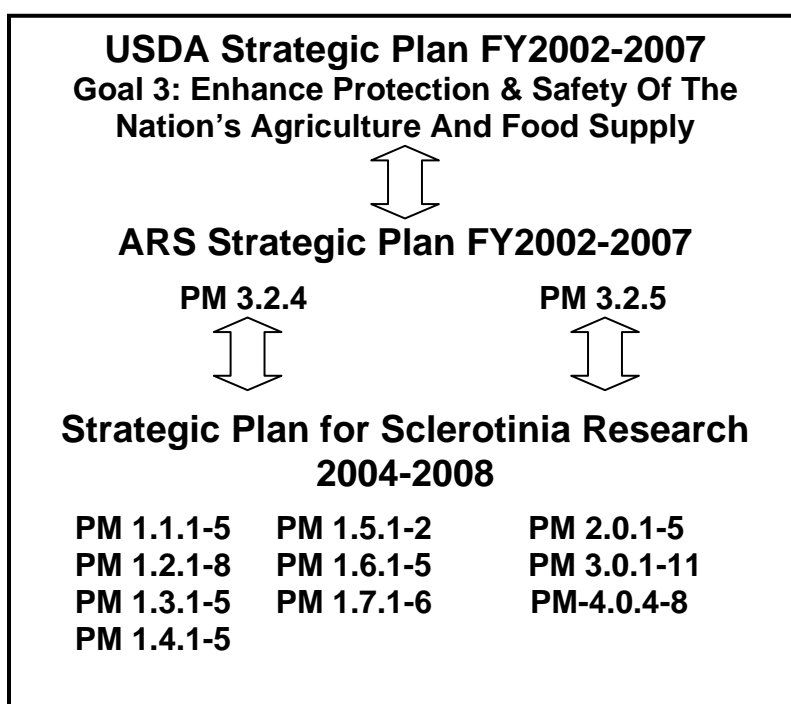 USDA Strategic Plan FY2002-2007
Goal 3: Enhance Protection & Safety Of The
Nation's Agriculture And Food Supply
ARS Strategic Plan FY2002-2007
PM 3.2.4 PM 3.2.5
Strategic Plan for Sclerotinia Research
2004-2008
PM 1.1.1-5 PM 1.5.1-2 PM 2.0.1-5
PM 1.2.1-8 PM 1.6.1-5 PM 3.0.1-11
PM 1.3.1-5 PM 1.7.1-6 PM-4.0.4-8
PM 1.4.1-5